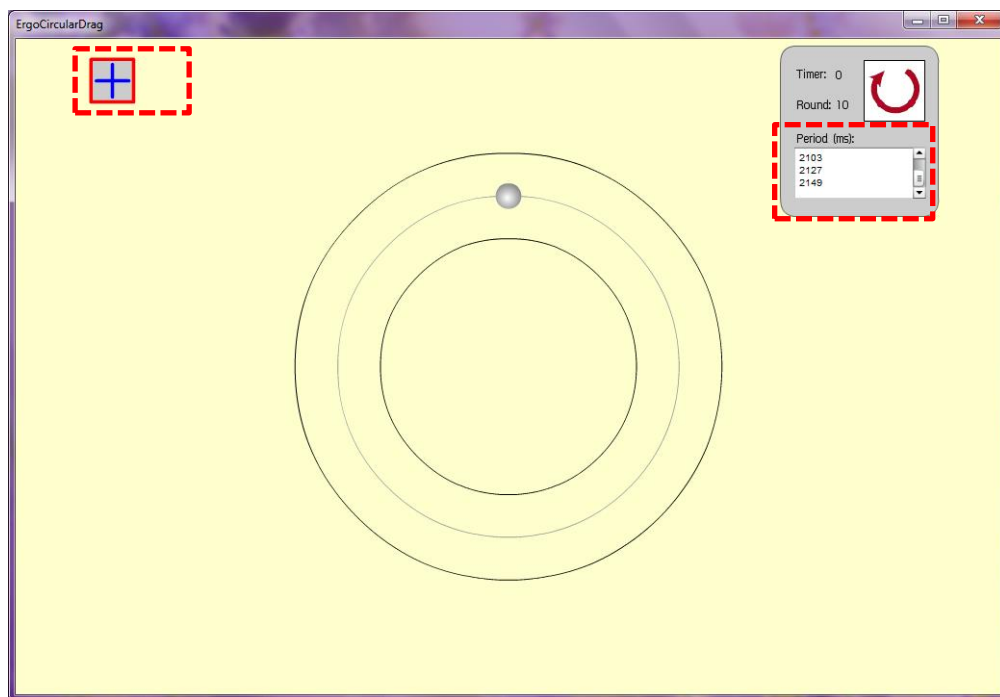 ErgoCircularDrag
Timer: 0
Round: 10
Period (ms):
2103
2127
2149